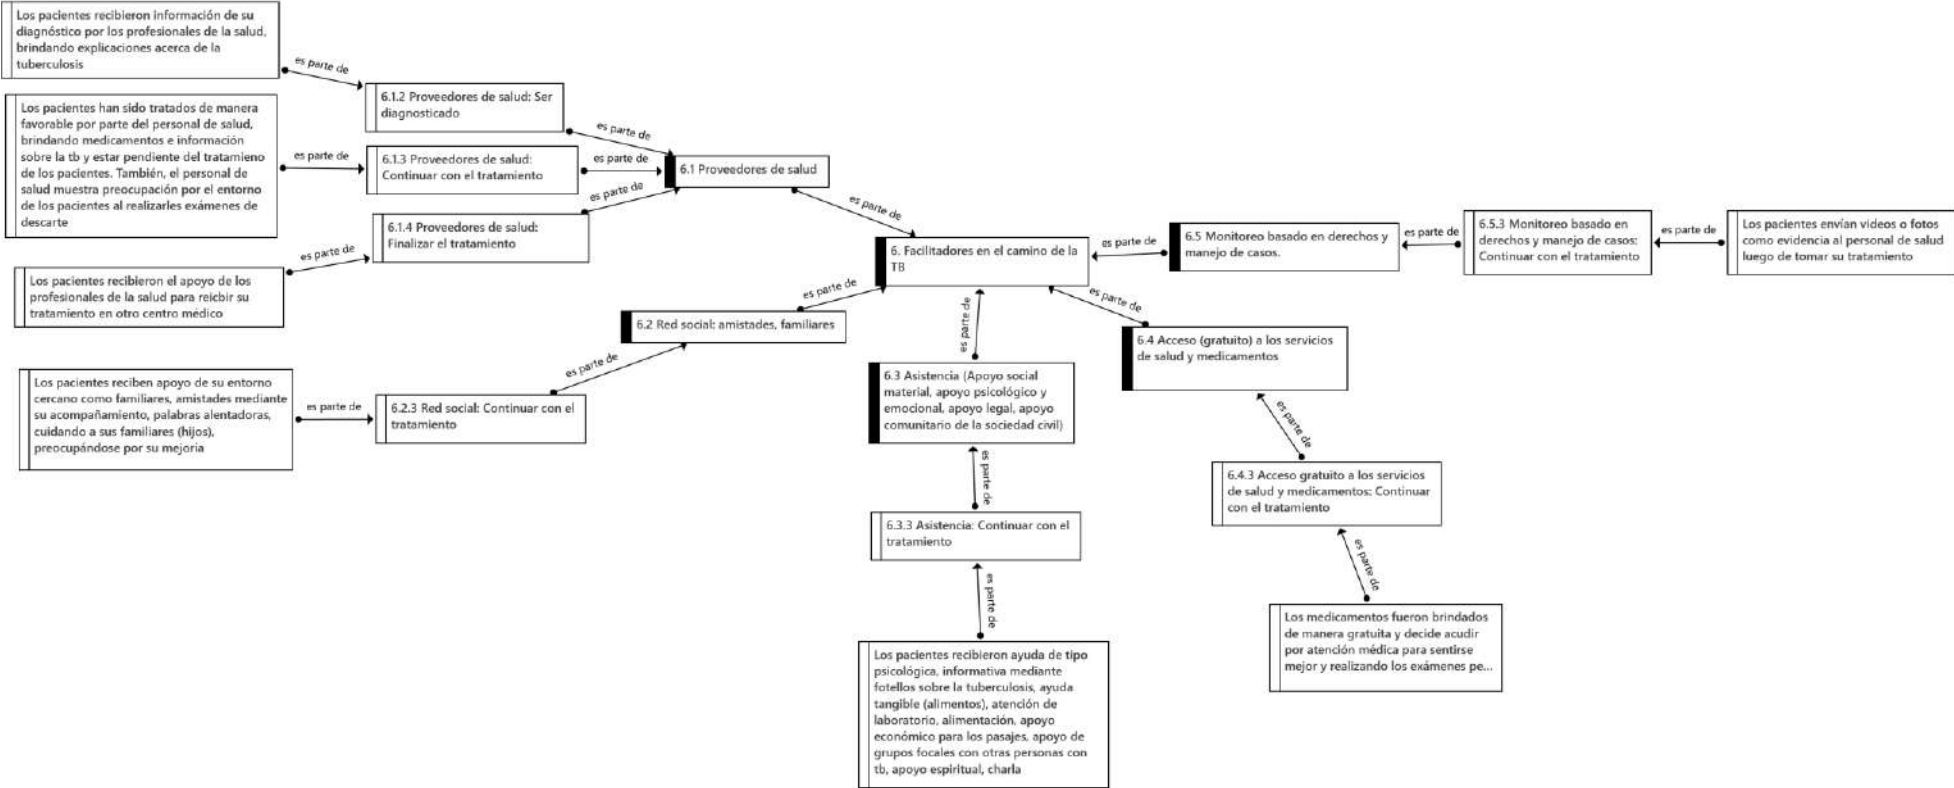 Los pacientes recibieron información de su
diagnóstico por los profesionales de la salud,
brindando explicaciones acerca de la
tuberculosis
es parte de
6.1.2 Proveedores de salud: Ser
diagnosticado
es parte de
Los pacientes han sido tratados de manera
favorable por parte del personal de salud,
brindando medicamentos e información
sobre la tb y estar pendiente del tratamieno
de los pacientes. También, el personal de
salud muestra preocupación por el entorno
de los pacientes al realizarles exámenes de
descarte
es parte de
6.1.3 Proveedores de salud:
Continuar con el tratamiento
es parte de
6.1 Proveedores de salud
es parte de
6.1.4 Proveedores de salud:
Finalizar el tratamiento
es parte de
Los pacientes recibieron el apoyo de los
profesionales de la salud para reicbir su
tratamiento en otro centro médico
es parte de
es parte de
6. Facilitadores en el camino de la
TB
es parte de
6.5 Monitoreo basado en derechos y
manejo de casos.
es parte de
6.5.3 Monitoreo basado en
derechos y manejo de casos:
Continuar con el tratamiento
es parte de
Los pacientes envían videos o fotos
como evidencia al personal de salud
luego de tomar su tratamiento
es parte de
6.2 Red social: amistades, familiares
es parte de
Los pacientes reciben apoyo de su entorno
cercano como familiares, amistades mediante
su acompañamiento, palabras alentadoras,
cuidando a sus familiares (hijos),
preocupándose por su mejoria
es parte de
6.2.3 Red social: Continuar con el
tratamiento
es parte de
6.3 Asistencia (Apoyo social
material, apoyo psicológico y
emocional, apoyo legal, apoyo
comunitario de la sociedad civil)
es parte de
6.3.3 Asistencia: Continuar con el
tratamiento
es parte de
Los pacientes recibieron ayuda de tipo
psicológica, informativa mediante
fotellos sobre la tuberculosis, ayuda
tangible (alimentos), atención de
laboratorio, alimentación, apoyo
económico para los pasajes, apoyo de
grupos focales con otras personas con
tb, apoyo espiritual, charla
es parte de
6.4 Acceso (gratuito) a los servicios
de salud y medicamentos
es parte de
6.4.3 Acceso gratuito a los servicios
de salud y medicamentos: Continuar
con el tratamiento
es parte de
Los medicamentos fueron brindados
de manera gratuita y decide acudir
por atención médica para sentirse
mejor y realizando los exámenes pe...